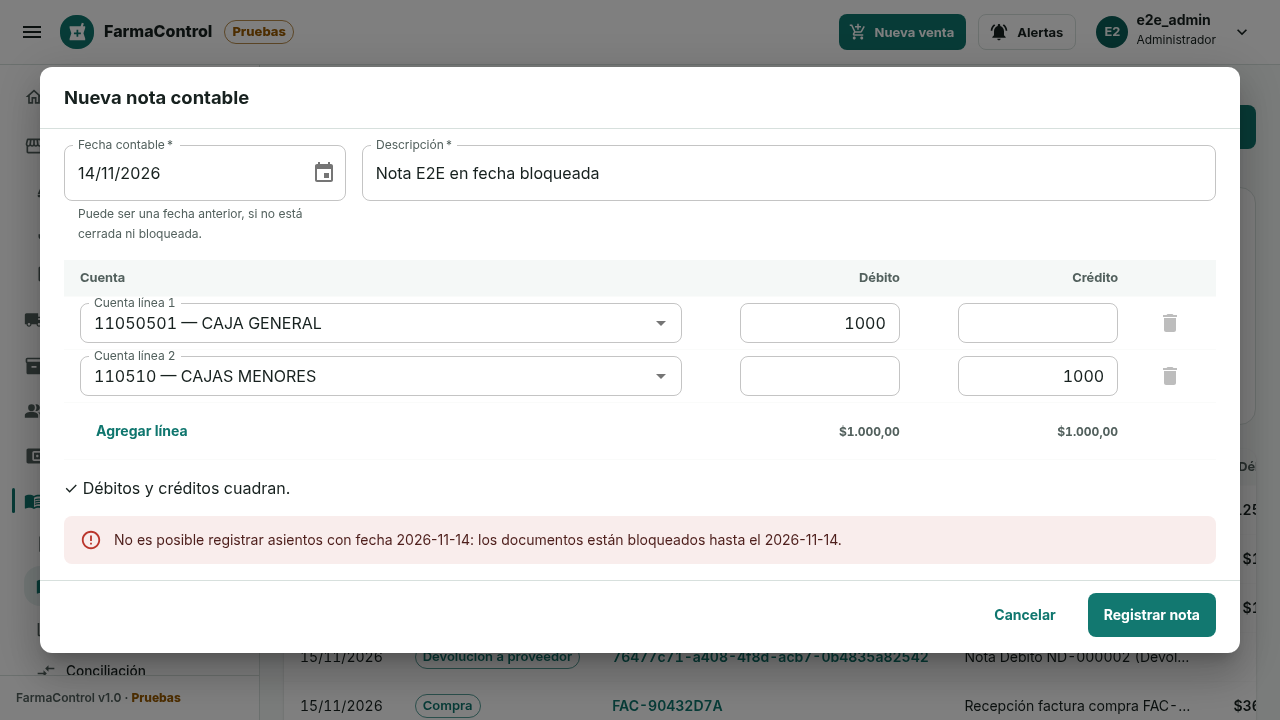 FarmaControl
Pruebas
Nueva venta
Alertas
E2
e2e_admin
Administrador
Nueva nota contable
Fecha contable *
14/11/2026
Puede ser una fecha anterior, si no está
cerrada ni bloqueada.
Descripción *
Nota E2E en fecha bloqueada
Cuenta Débito Crédito
Cuenta línea 1
11050501 — CAJA GENERAL 1000
Cuenta línea 2
110510 — CAJAS MENORES 1000
Agregar línea $1.000,00 $1.000,00
✓ Débitos y créditos cuadran.
No es posible registrar asientos con fecha 2026-11-14: los documentos están bloqueados hasta el 2026-11-14.
Cancelar
Registrar nota
Conciliación
FarmaControl v1.0 · Pruebas
15/11/2026 Devolución a proveedor 76477c71-a408-4f8d-acb7-0b4835a82542 Nota Débito ND-000002 (Devol...
15/11/2026 Compra FAC-90432D7A Recepción factura compra FAC-... $36